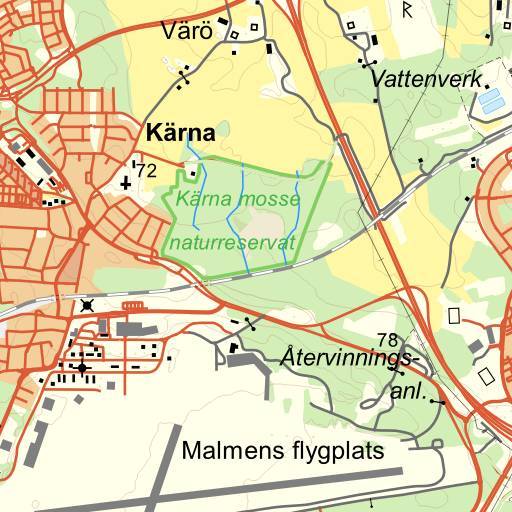 Värö
Vattenverk
Kärna
72
Kärna mosse
naturreservat
78
Återvinnings-
anl.
Malmens flygplats